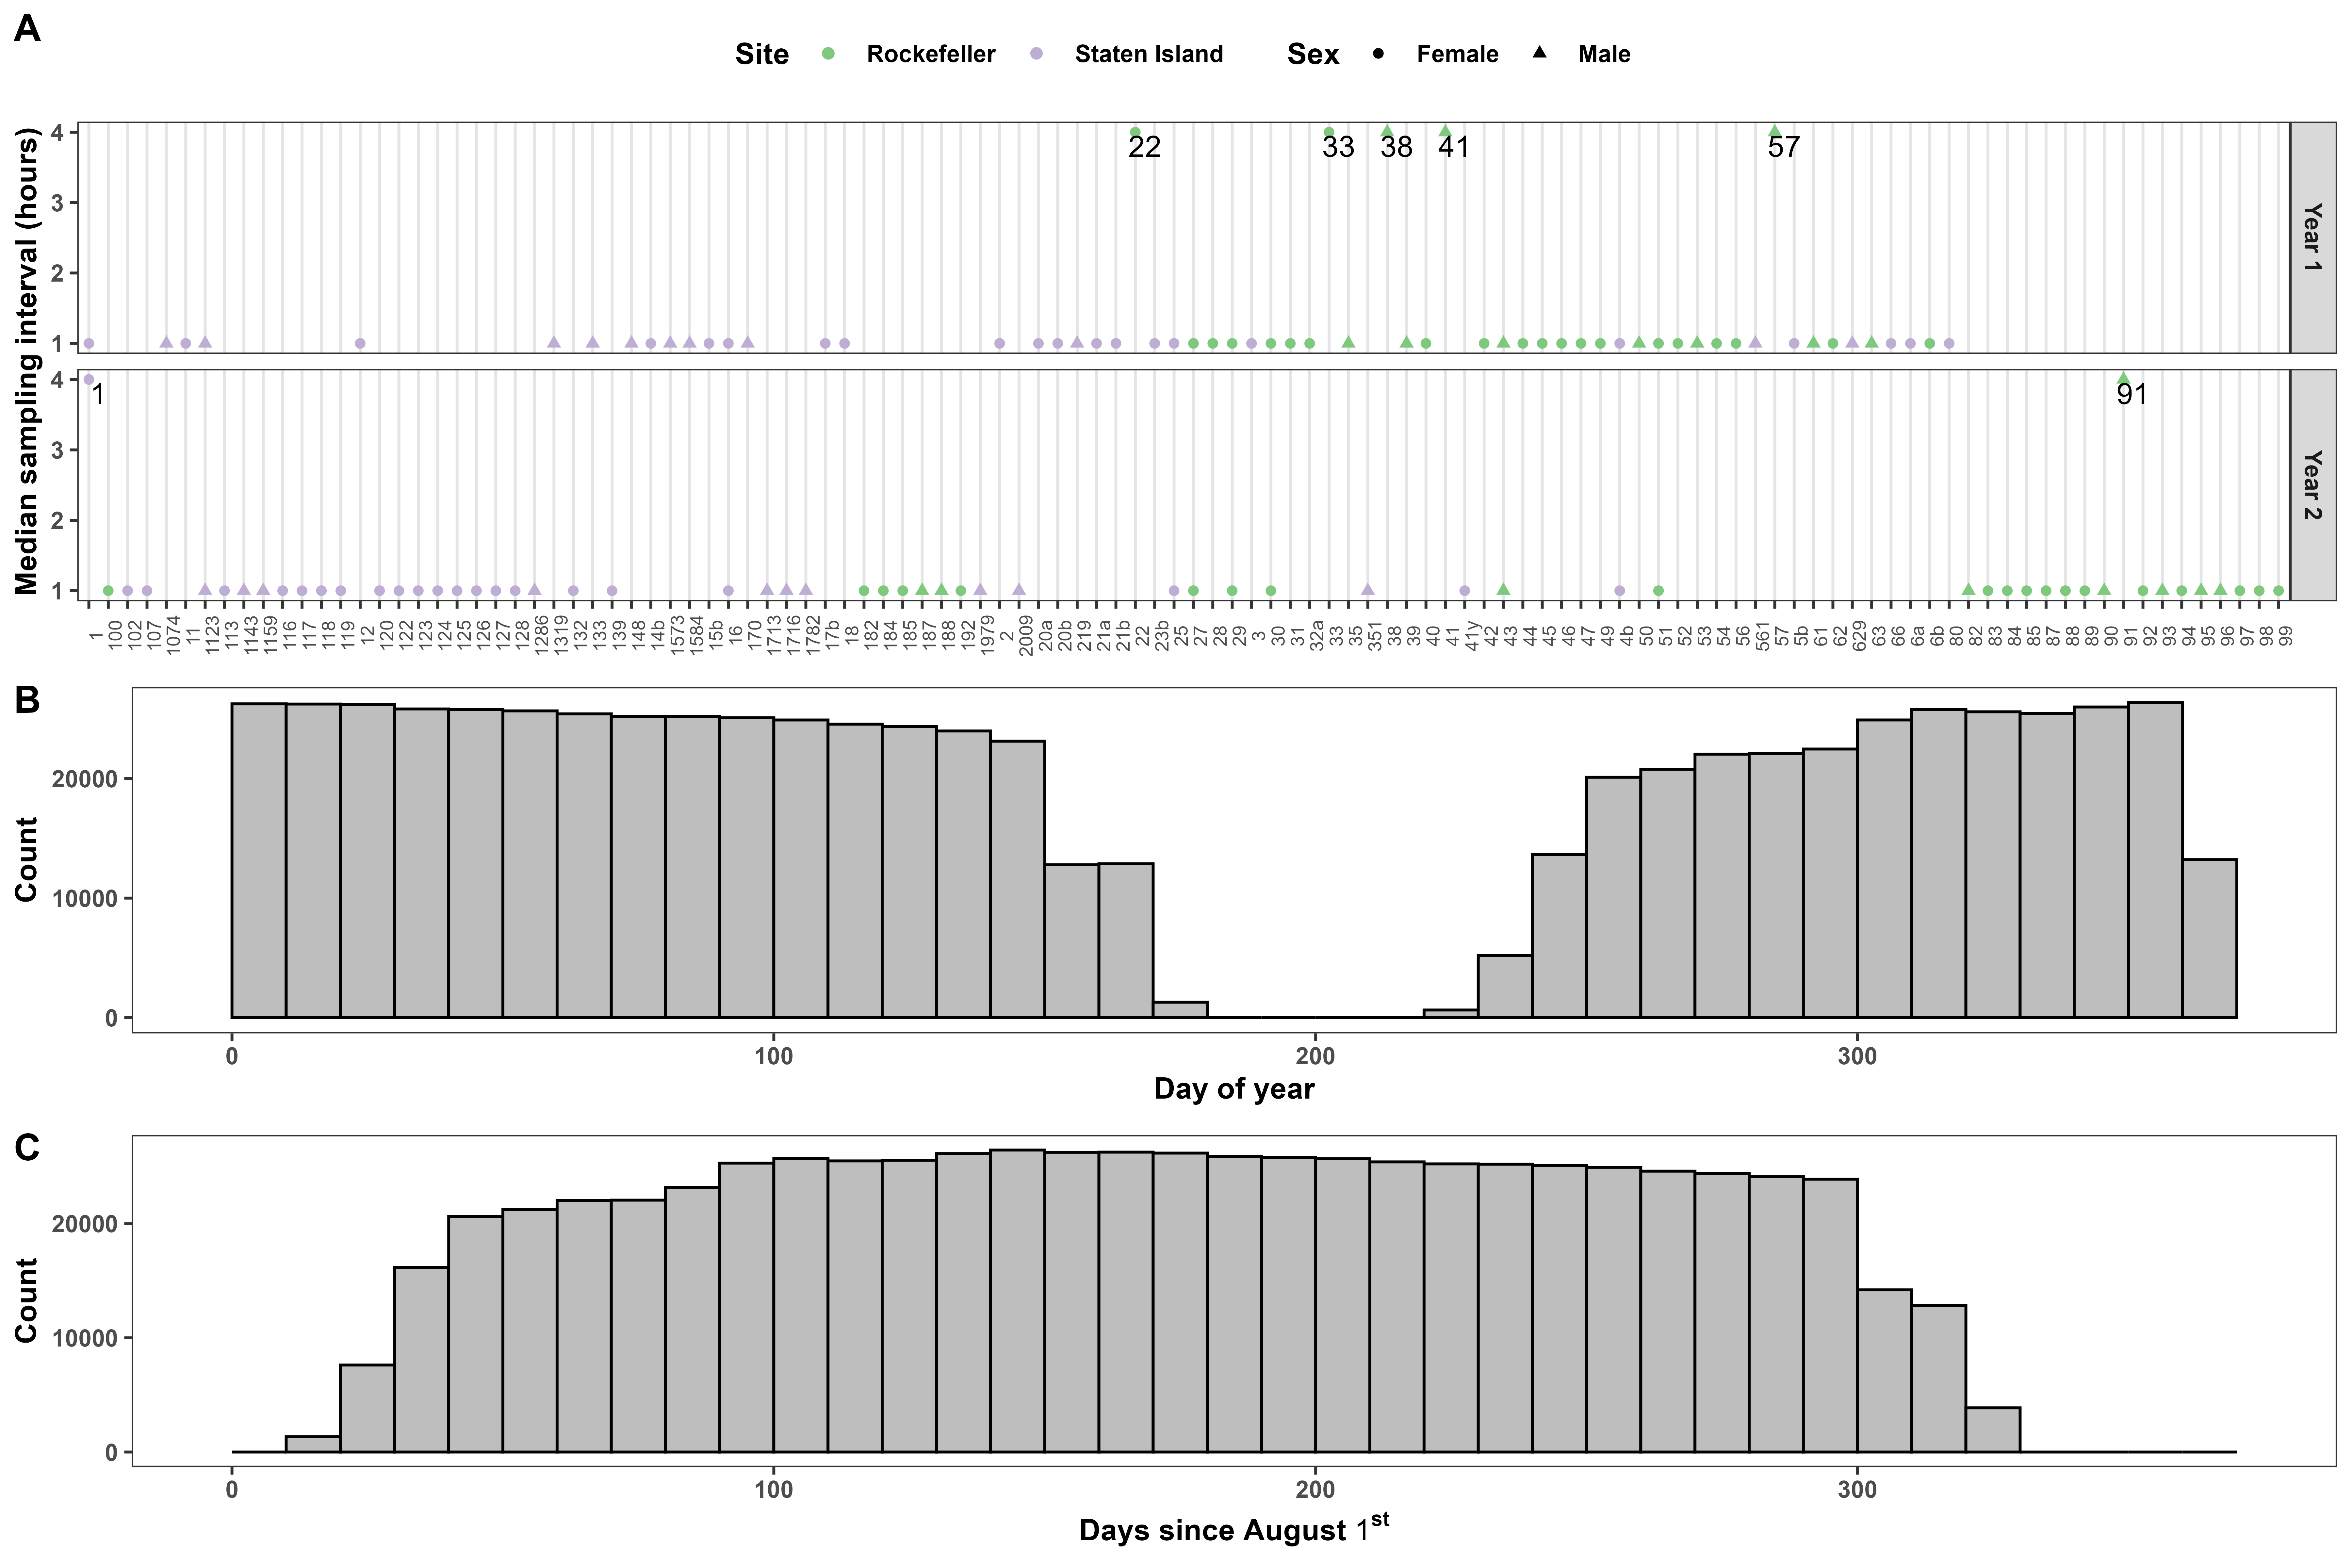 A
Site Rockefeller Staten Island Sex Female Male
Median sampling interval (hours)
4
3
2
1
22 33 38 41 57
Year 1
4
3
2
1
1 91
Year 2
1 100 102 107 1074 11 1123 113 1143 1159 116 117 118 119 12 120 122 123 124 125 126 127 128 1286 1319 132 133 139 148 14b 1573 1584 15b 16 170 1713 1716 1782 17b 18 182 184 185 187 188 192 1979 2 2009 20a 20b 219 21a 21b 22 23b 25 27 28 29 3 30 31 32a 33 35 351 38 39 40 41 41y 42 43 44 45 46 47 49 4b 50 51 52 53 54 56 561 57 5b 61 62 629 63 66 6a 6b 80 82 83 84 85 87 88 89 90 91 92 93 94 95 96 97 98 99
B
Count
20000
10000
0
0 100 200 300
Day of year
C
Count
20000
10000
0
0 100 200 300
Days since August 1st